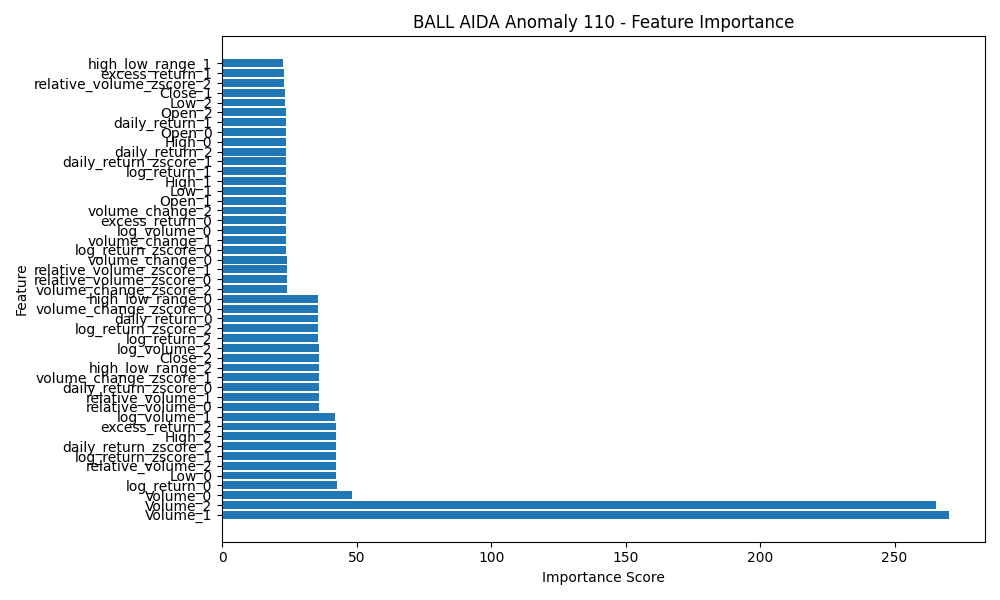 BALL AIDA Anomaly 110 - Feature Importance
high_low_range_1
excess_return_1
relative_volume_zscore_2
Close_1
Low_2
Open_2
daily_return_1
Open_0
High_0
daily_return_2
daily_return_zscore_1
log_return_1
High_1
Low_1
Open_1
volume_change_2
excess_return_0
log_volume_0
volume_change_1
log_return_zscore_0
volume_change_0
relative_volume_zscore_1
relative_volume_zscore_0
volume_change_zscore_2
high_low_range_0
volume_change_zscore_0
daily_return_0
log_return_zscore_2
log_return_2
log_volume_2
Close_2
high_low_range_2
volume_change_zscore_1
daily_return_zscore_0
relative_volume_1
relative_volume_0
log_volume_1
excess_return_2
High_2
daily_return_zscore_2
log_return_zscore_1
relative_volume_2
Low_0
log_return_0
Volume_0
Volume_2
Volume_1
Feature
0 50 100 150 200 250
Importance Score